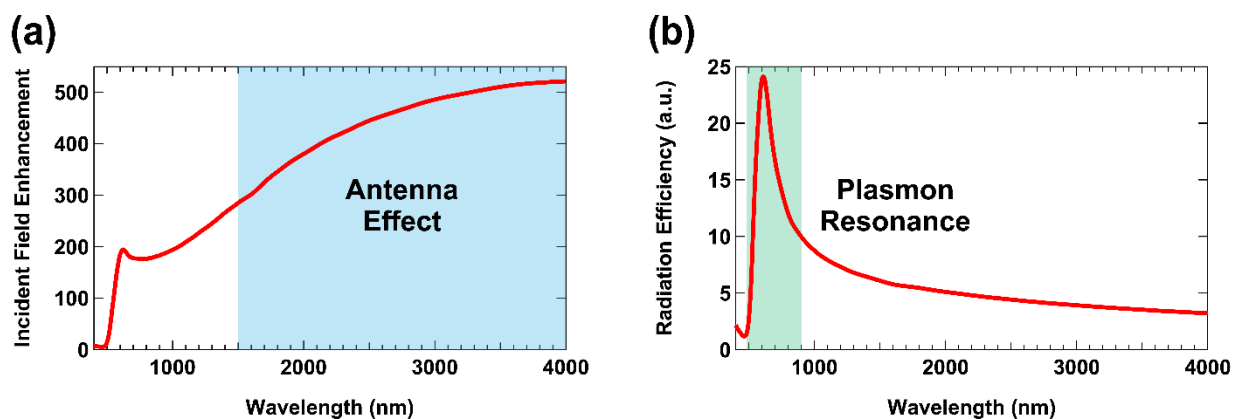 (a)
Incident Field Enhancement
500
400
300
200
100
0
Antenna
Effect
1000
2000
3000
4000
Wavelength (nm)
(b)
Radiation Efficiency (a.u.)
25
20
15
10
5
0
Plasmon
Resonance
1000
2000
3000
4000
Wavelength (nm)